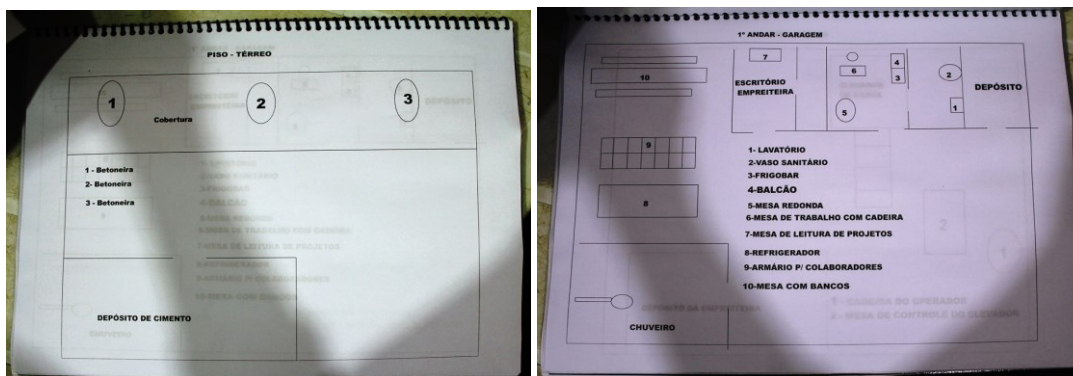 PISO - TÉRREO
1
2
3
Cobertura
1 - Betoneira
2- Betoneira
3 - Betoneira
DEPÓSITO DE CIMENTO
1º ANDAR - GARAGEM
7
10
ESCRITÓRIO
EMPREITEIRA
6
4
3
2
DEPÓSITO
5
1
9
8
1- LAVATÓRIO
2-VASO SANITÁRIO
3-FRIGOBAR
4-BALCÃO
5-MESA REDONDA
6-MESA DE TRABALHO COM CADEIRA
7-MESA DE LEITURA DE PROJETOS
8-REFRIGERADOR
9-ARMÁRIO P/ COLABORADORES
10-MESA COM BANCOS
CHUVEIRO